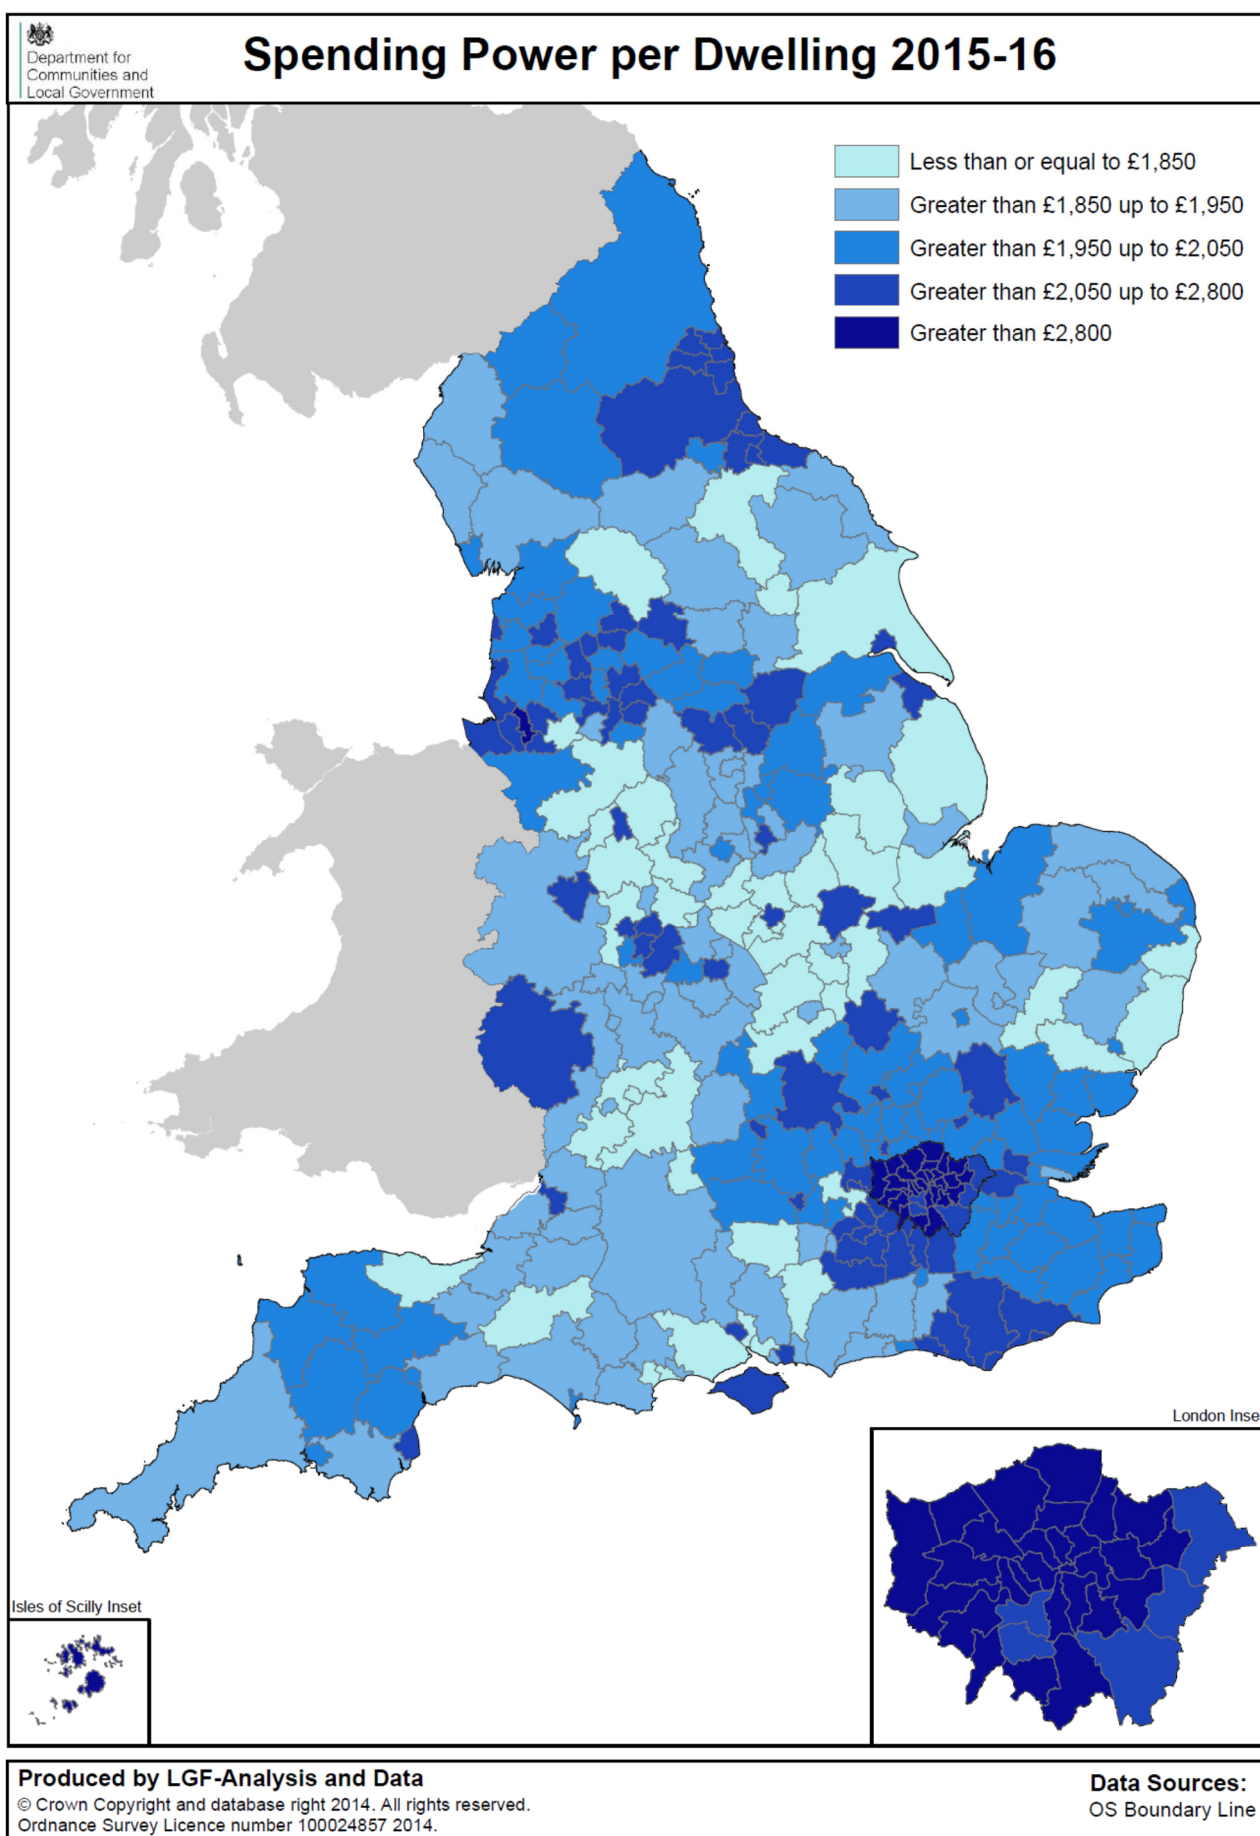 Department for
Communities and
Local Government
Spending Power per Dwelling 2015-16
Less than or equal to £1,850
Greater than £1,850 up to £1,950
Greater than £1,950 up to £2,050
Greater than £2,050 up to £2,800
Greater than £2,800
London Inse
Isles of Scilly Inset
Produced by LGF-Analysis and Data
© Crown Copyright and database right 2014. All rights reserved.
Ordnance Survey Licence number 100024857 2014.
Data Sources:
OS Boundary Line